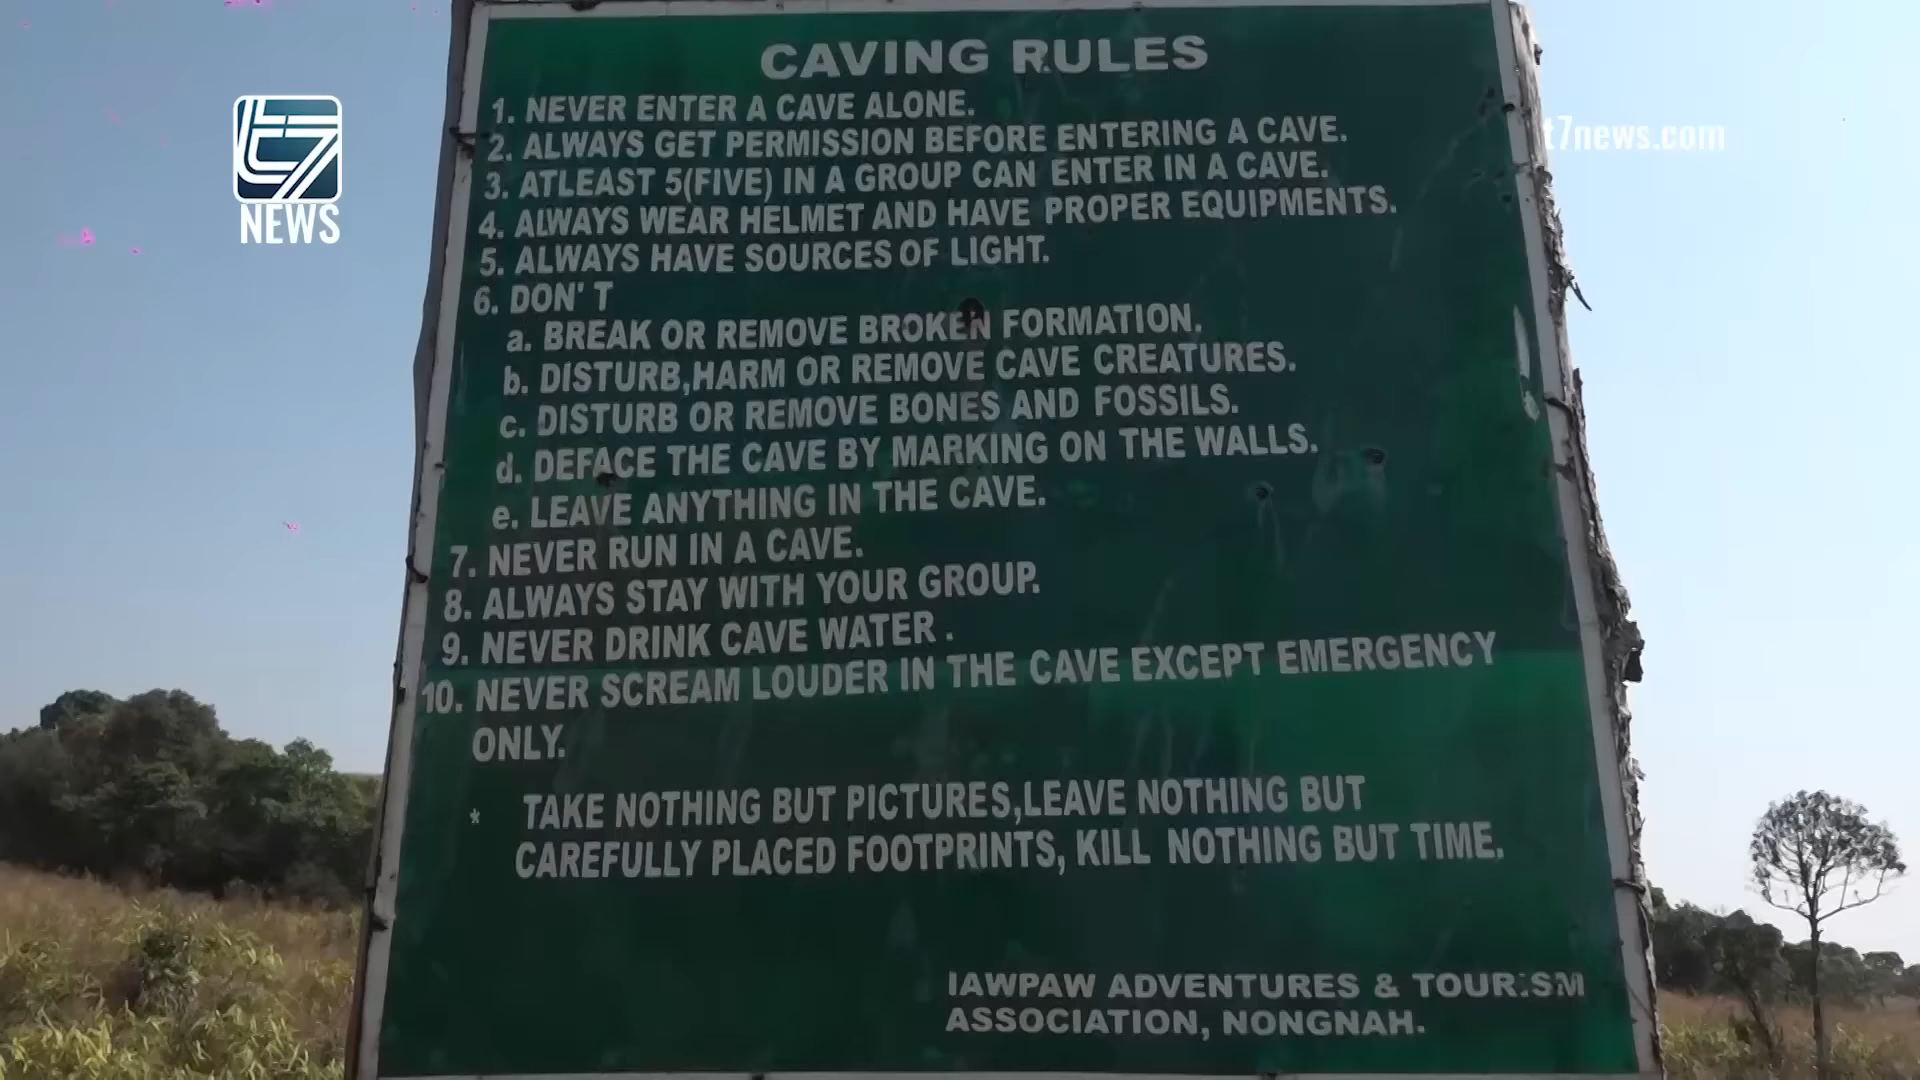 CAVING RULES
1. NEVER ENTER A CAVE ALONE.
2. ALWAYS GET PERMISSION BEFORE ENTERING A CAVE.
3. ATLEAST 5(FIVE) IN A GROUP CAN ENTER IN A CAVE.
4. ALWAYS WEAR HELMET AND HAVE PROPER EQUIPMENTS.
5. ALWAYS HAVE SOURCES OF LIGHT.
6. DON' T
a. BREAK OR REMOVE BROKEN FORMATION.
b. DISTURB,HARM OR REMOVE CAVE CREATURES.
c. DISTURB OR REMOVE BONES AND FOSSILS.
d. DEFACE THE CAVE BY MARKING ON THE WALLS.
e. LEAVE ANYTHING IN THE CAVE.
7. NEVER RUN IN A CAVE.
8. ALWAYS STAY WITH YOUR GROUP.
9. NEVER DRINK CAVE WATER .
10. NEVER SCREAM LOUDER IN THE CAVE EXCEPT EMERGENCY
ONLY.
* TAKE NOTHING BUT PICTURES,LEAVE NOTHING BUT
CAREFULLY PLACED FOOTPRINTS, KILL NOTHING BUT TIME.
IAWPAW ADVENTURES & TOURISM
ASSOCIATION, NONGNAH.
t7 NEWS
t7news.com